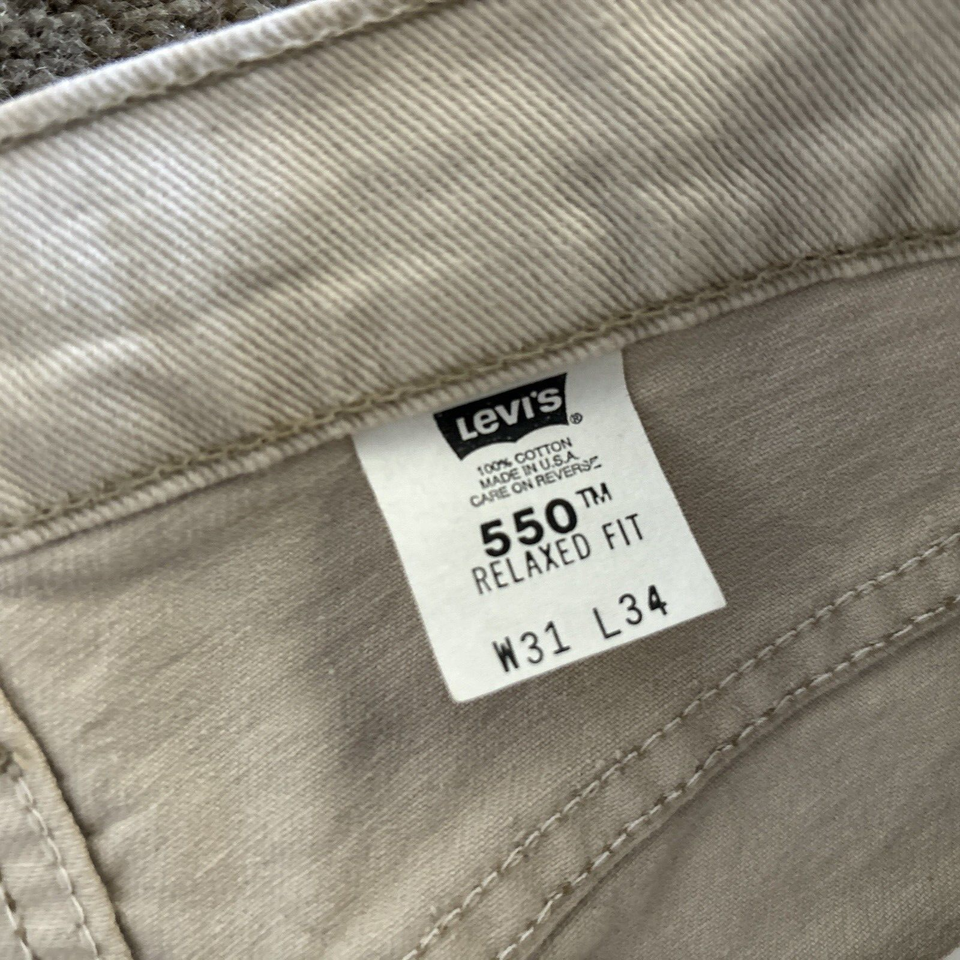 LEVI'S®
100% COTTON
MADE IN U.S.A.
CARE ON REVERSE
550™
RELAXED FIT
W31 L34